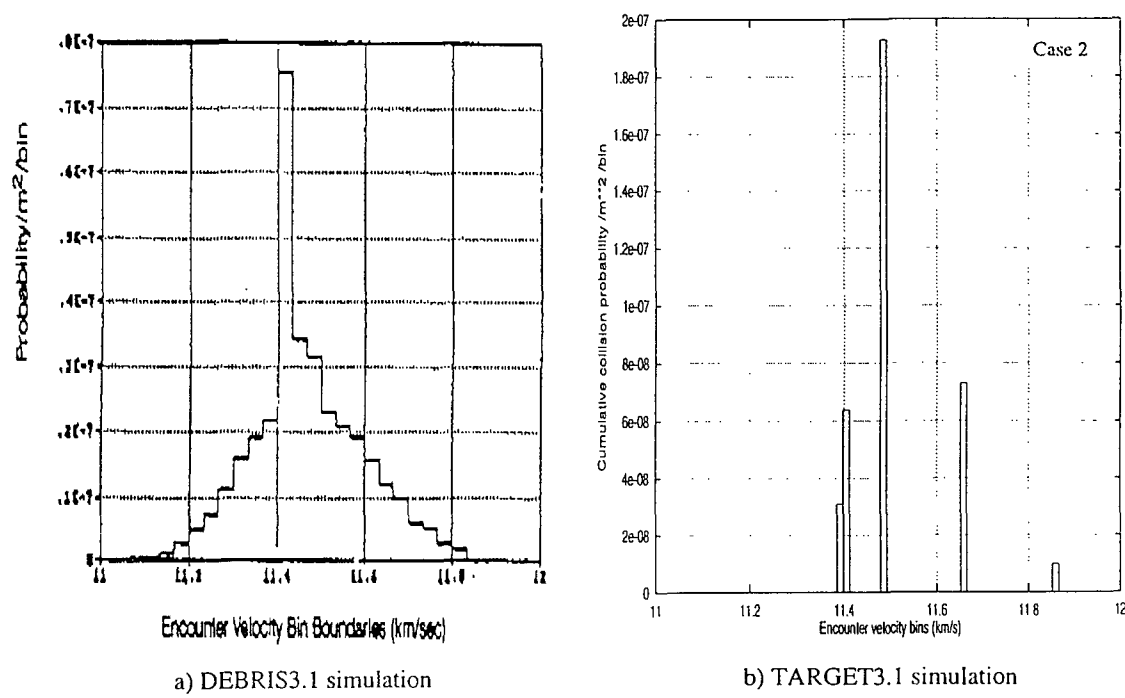 Probability/m²/bin
0
11
11.4
12
Encounter Velocity Bin Boundaries (km/sec)
a) DEBRIS3.1 simulation
Case 2
Cumulative collision probability /m**2 /bin
2e-07
1.8e-07
1.6e-07
1.4e-07
1.2e-07
1e-07
8e-08
6e-08
4e-08
2e-08
0
11
11.2
11.4
11.6
11.8
12
Encounter velocity bins (km/s)
b) TARGET3.1 simulation